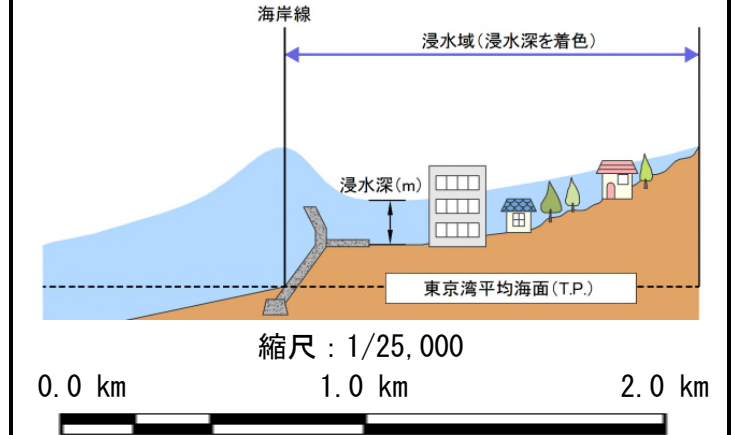 海岸線
浸水域（浸水深を着色）
浸水深（m）
東京湾平均海面（T.P.）
縮尺：1/25,000
0.0 km 1.0 km 2.0 km